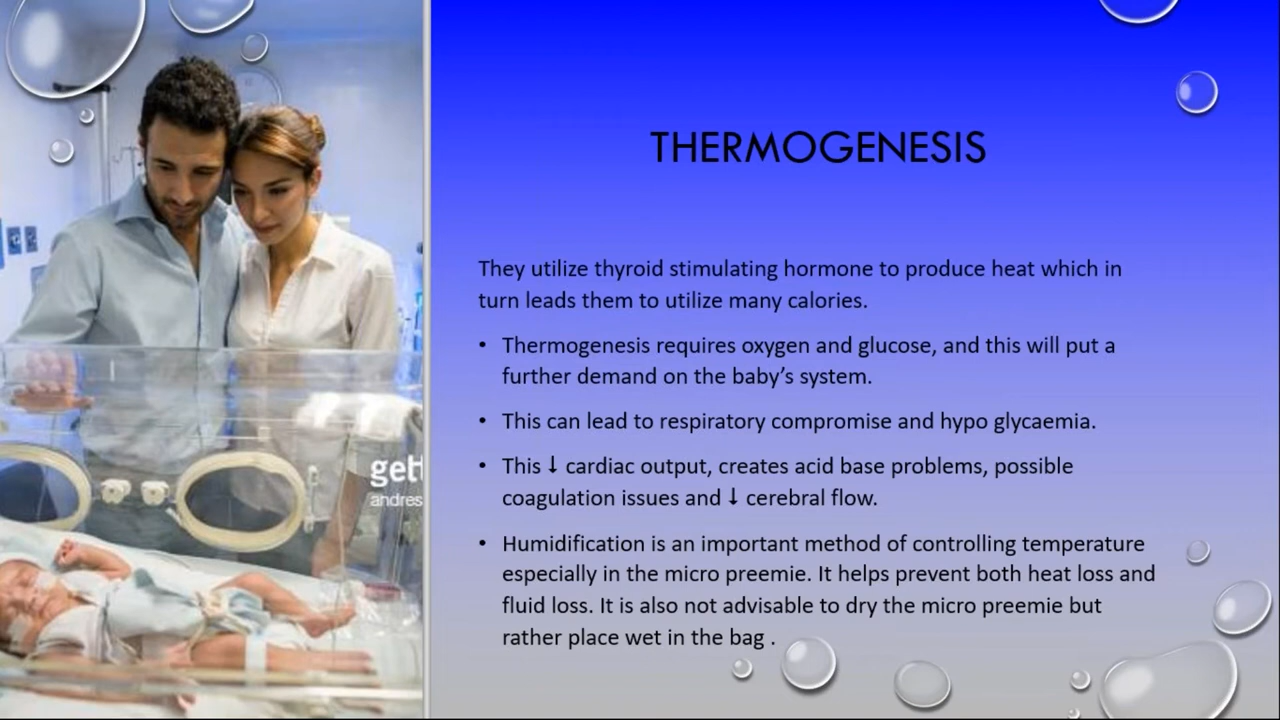 THERMOGENESIS
They utilize thyroid stimulating hormone to produce heat which in
turn leads them to utilize many calories.
• Thermogenesis requires oxygen and glucose, and this will put a
further demand on the baby's system.
• This can lead to respiratory compromise and hypo glycaemia.
• This ↓ cardiac output, creates acid base problems, possible
coagulation issues and ↓ cerebral flow.
• Humidification is an important method of controlling temperature
especially in the micro preemie. It helps prevent both heat loss and
fluid loss. It is also not advisable to dry the micro preemie but
rather place wet in the bag .
gett
andres